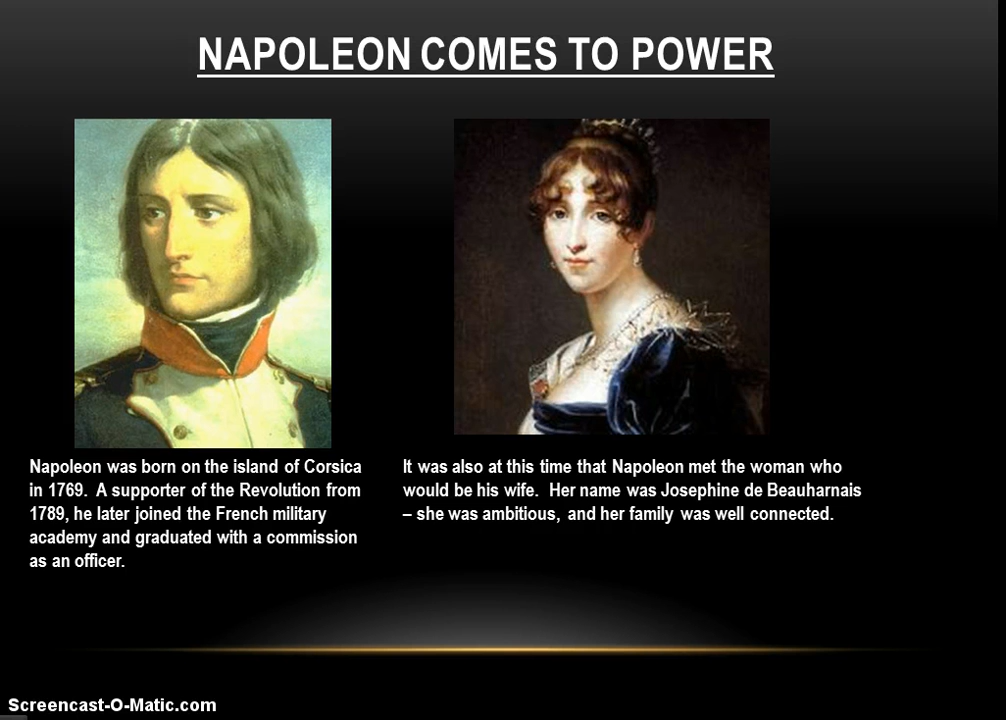 NAPOLEON COMES TO POWER
Napoleon was born on the island of Corsica
in 1769.  A supporter of the Revolution from
1789, he later joined the French military
academy and graduated with a commission
as an officer.
It was also at this time that Napoleon met the woman who
would be his wife.  Her name was Josephine de Beauharnais
– she was ambitious, and her family was well connected.
Screencast-O-Matic.com